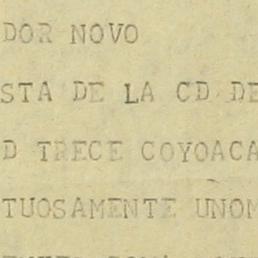 DOR NOVO
STA DE LA CD DE
D TRECE COYOACA
TUOSAMENTE UNOM